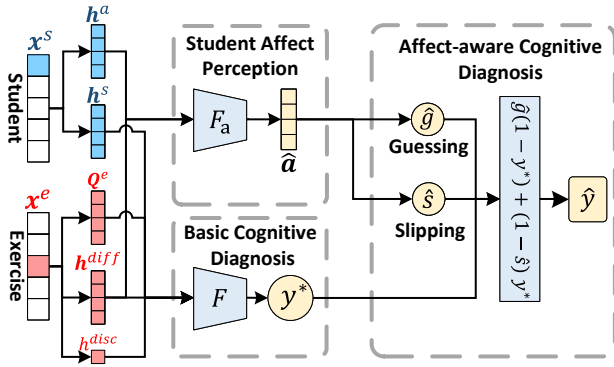 x^s
Student
h^a
h^s
x^e
Exercise
Q^e
h^diff
h^disc
Student Affect
Perception
F_a
â
Basic Cognitive
Diagnosis
F
y*
Affect-aware Cognitive
Diagnosis
ĝ
Guessing
ŝ
Slipping
ĝ(1 − y*) + (1 − ŝ) y*
ŷ